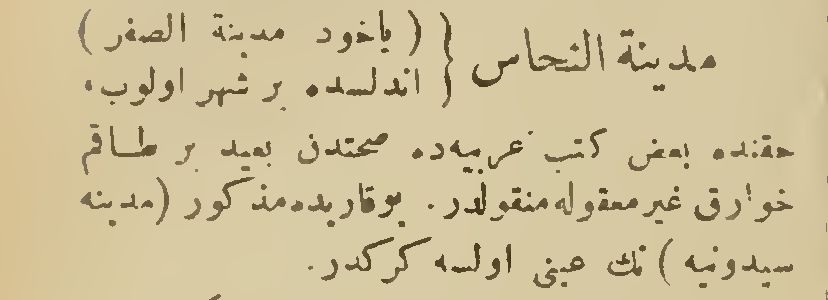 مدينة النحاس { (ياخود مدينة الصفر)
اندلسده بر شهر اولوب،
حقنده بعض كتب عربيه‌ده صحتدن بعيد بر طاقم
خوارق غير معقوله منقولدر. يوقاريده مذكور (مدينه
سيدونيه) نك عينى اولسه كركدر.